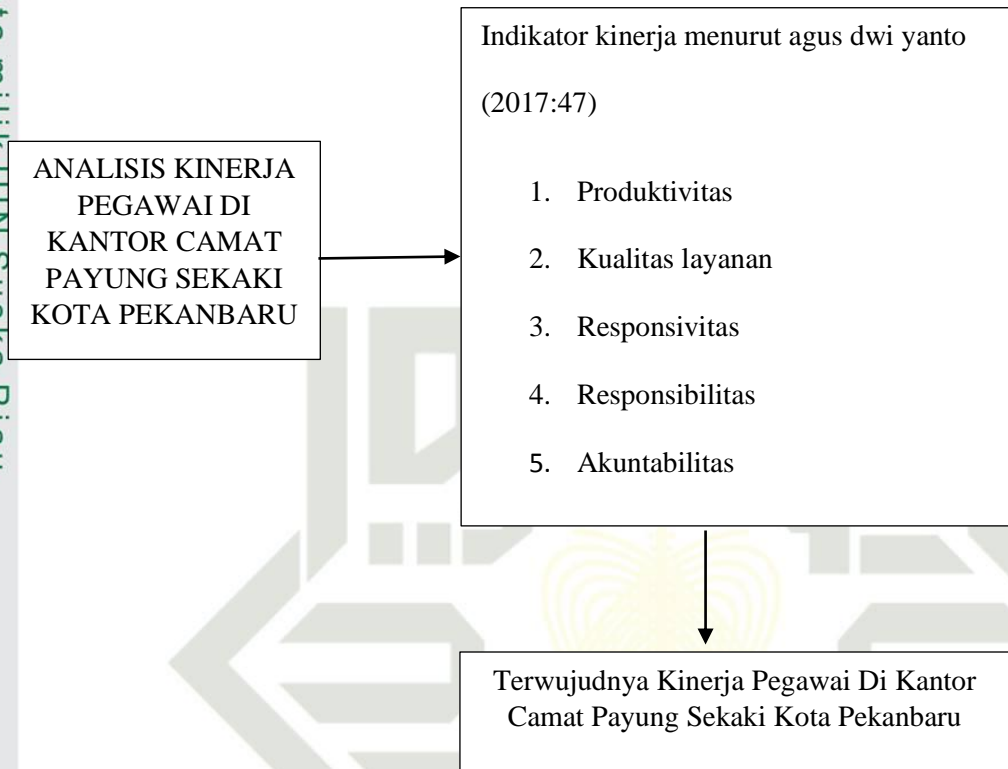 ANALISIS KINERJA
PEGAWAI DI
KANTOR CAMAT
PAYUNG SEKAKI
KOTA PEKANBARU
Indikator kinerja menurut agus dwi yanto
(2017:47)
1. Produktivitas
2. Kualitas layanan
3. Responsivitas
4. Responsibilitas
5. Akuntabilitas
Terwujudnya Kinerja Pegawai Di Kantor
Camat Payung Sekaki Kota Pekanbaru